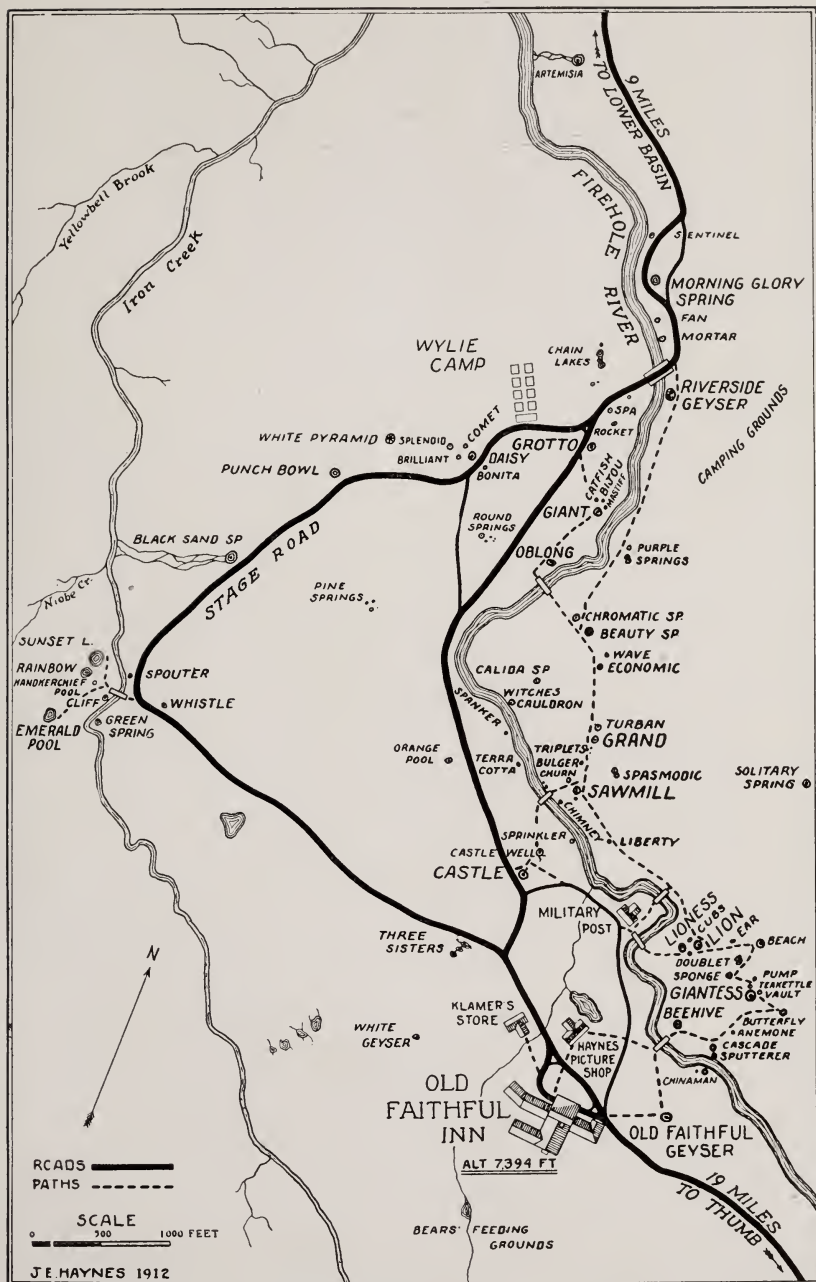 ARTEMISIA
9 MILES
TO LOWER BASIN
Yellowbell Brook
Iron Creek
FIREHOLE
RIVER
SENTINEL
MORNING GLORY
SPRING
FAN
MORTAR
WYLIE
CAMP
CHAIN
LAKES
RIVERSIDE
GEYSER
CAMPING GROUNDS
SPA
ROCKET
GROTTO
COMET
WHITE PYRAMID
SPLENDID
BRILLIANT
DAISY
BONITA
PUNCH BOWL
CATFISH
BIJOU
MASTIFF
GIANT
ROUND
SPRINGS
OBLONG
PURPLE
SPRINGS
BLACK SAND SP
STAGE ROAD
PINE
SPRINGS
Niobe Cr.
CHROMATIC SP.
BEAUTY SP
WAVE
ECONOMIC
SUNSET L.
RAINBOW
HANDKERCHIEF
POOL
CLIFF
EMERALD
POOL
GREEN
SPRING
SPOUTER
WHISTLE
CALIDA SP
WITCHES
CAULDRON
SPANKER
TURBAN
GRAND
ORANGE
POOL
TERRA
COTTA
TRIPLETS
BULGER
CHURN
SPASMODIC
SOLITARY
SPRING
SAWMILL
CHIMNEY
SPRINKLER
LIBERTY
CASTLE WELL
CASTLE
MILITARY
POST
LIONESS
CUBS
LION
EAR
BEACH
THREE
SISTERS
DOUBLET
SPONGE
PUMP
TEAKETTLE
GIANTESS
VAULT
KLAMER'S
STORE
BEEHIVE
BUTTERFLY
ANEMONE
WHITE
GEYSER
HAYNES
PICTURE
SHOP
CASCADE
SPUTTERER
CHINAMAN
N
OLD
FAITHFUL
INN
OLD FAITHFUL
GEYSER
ALT 7,394 FT
ROADS
PATHS
19 MILES
TO THUMB
SCALE
0 500 1000 FEET
BEARS' FEEDING
GROUNDS
J.E. HAYNES 1912